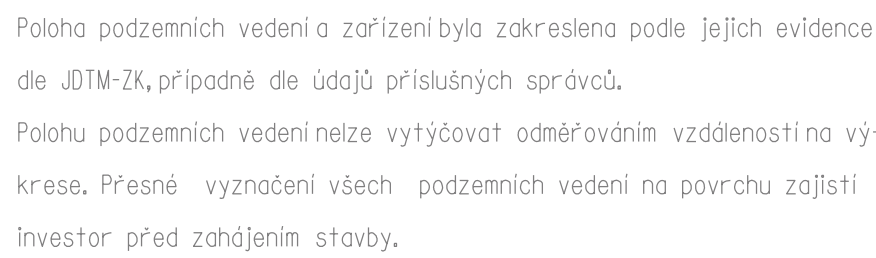 Poloha podzemních vedení a zařízení byla zakreslena podle jejich evidence
dle JDTM-ZK, případně dle údajů příslušných správců.
Polohu podzemních vedení nelze vytýčovat odměřováním vzdáleností na vý-
krese. Přesné vyznačení všech podzemních vedení na povrchu zajistí
investor před zahájením stavby.